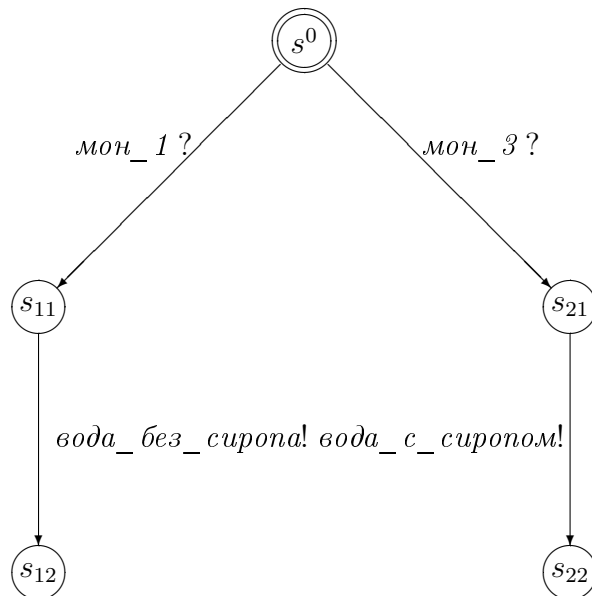 s⁰
мон_1 ? мон_3 ?
s₁₁ s₂₁
вода_без_сиропа! вода_с_сиропом!
s₁₂ s₂₂